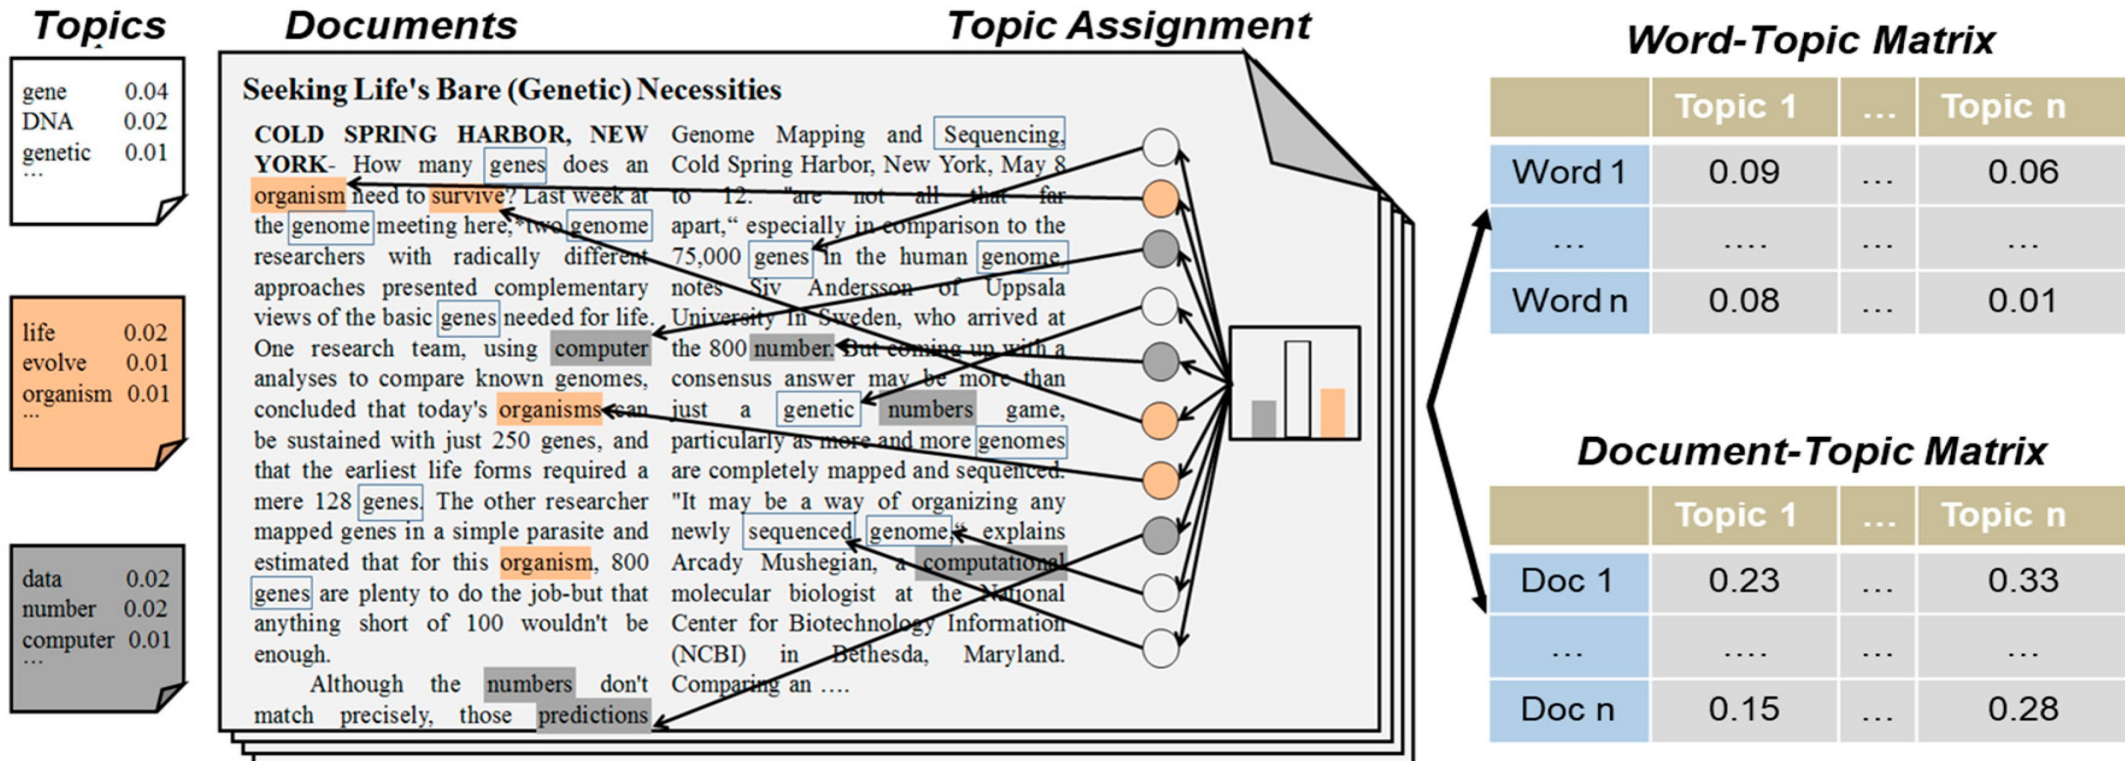 Topics
gene 0.04
DNA 0.02
genetic 0.01
...
life 0.02
evolve 0.01
organism 0.01
...
data 0.02
number 0.02
computer 0.01
...
Documents
Seeking Life's Bare (Genetic) Necessities
COLD SPRING HARBOR, NEW
YORK- How many genes does an
organism need to survive? Last week at
the genome meeting here,* two genome
researchers with radically different
approaches presented complementary
views of the basic genes needed for life.
One research team, using computer
analyses to compare known genomes,
concluded that today's organisms can
be sustained with just 250 genes, and
that the earliest life forms required a
mere 128 genes. The other researcher
mapped genes in a simple parasite and
estimated that for this organism, 800
genes are plenty to do the job-but that
anything short of 100 wouldn't be
enough.
Although the numbers don't
match precisely, those predictions
Genome Mapping and Sequencing,
Cold Spring Harbor, New York, May 8
to 12. "are not all that far
apart,“ especially in comparison to the
75,000 genes in the human genome,
notes Siv Andersson of Uppsala
University In Sweden, who arrived at
the 800 number. But coming up with a
consensus answer may be more than
just a genetic numbers game,
particularly as more and more genomes
are completely mapped and sequenced.
"It may be a way of organizing any
newly sequenced genome,“ explains
Arcady Mushegian, a computational
molecular biologist at the National
Center for Biotechnology Information
(NCBI) in Bethesda, Maryland.
Comparing an ....
Topic Assignment
Word-Topic Matrix
Topic 1 ... Topic n
Word 1 0.09 ... 0.06
... .... ... ...
Word n 0.08 ... 0.01
Document-Topic Matrix
Topic 1 ... Topic n
Doc 1 0.23 ... 0.33
... .... ... ...
Doc n 0.15 ... 0.28